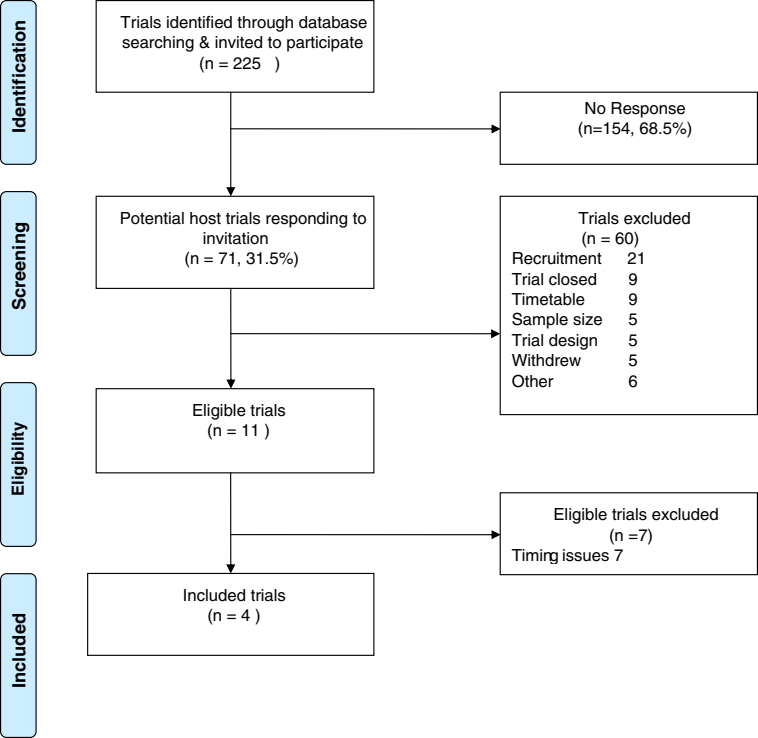 Identification
Trials identified through database
searching & invited to participate
(n = 225 )
No Response
(n=154, 68.5%)
Screening
Potential host trials responding to
invitation
(n = 71, 31.5%)
Trials excluded
(n = 60)
Recruitment 21
Trial closed 9
Timetable 9
Sample size 5
Trial design 5
Withdrew 5
Other 6
Eligibility
Eligible trials
(n = 11 )
Eligible trials excluded
(n =7)
Timing issues 7
Included
Included trials
(n = 4 )